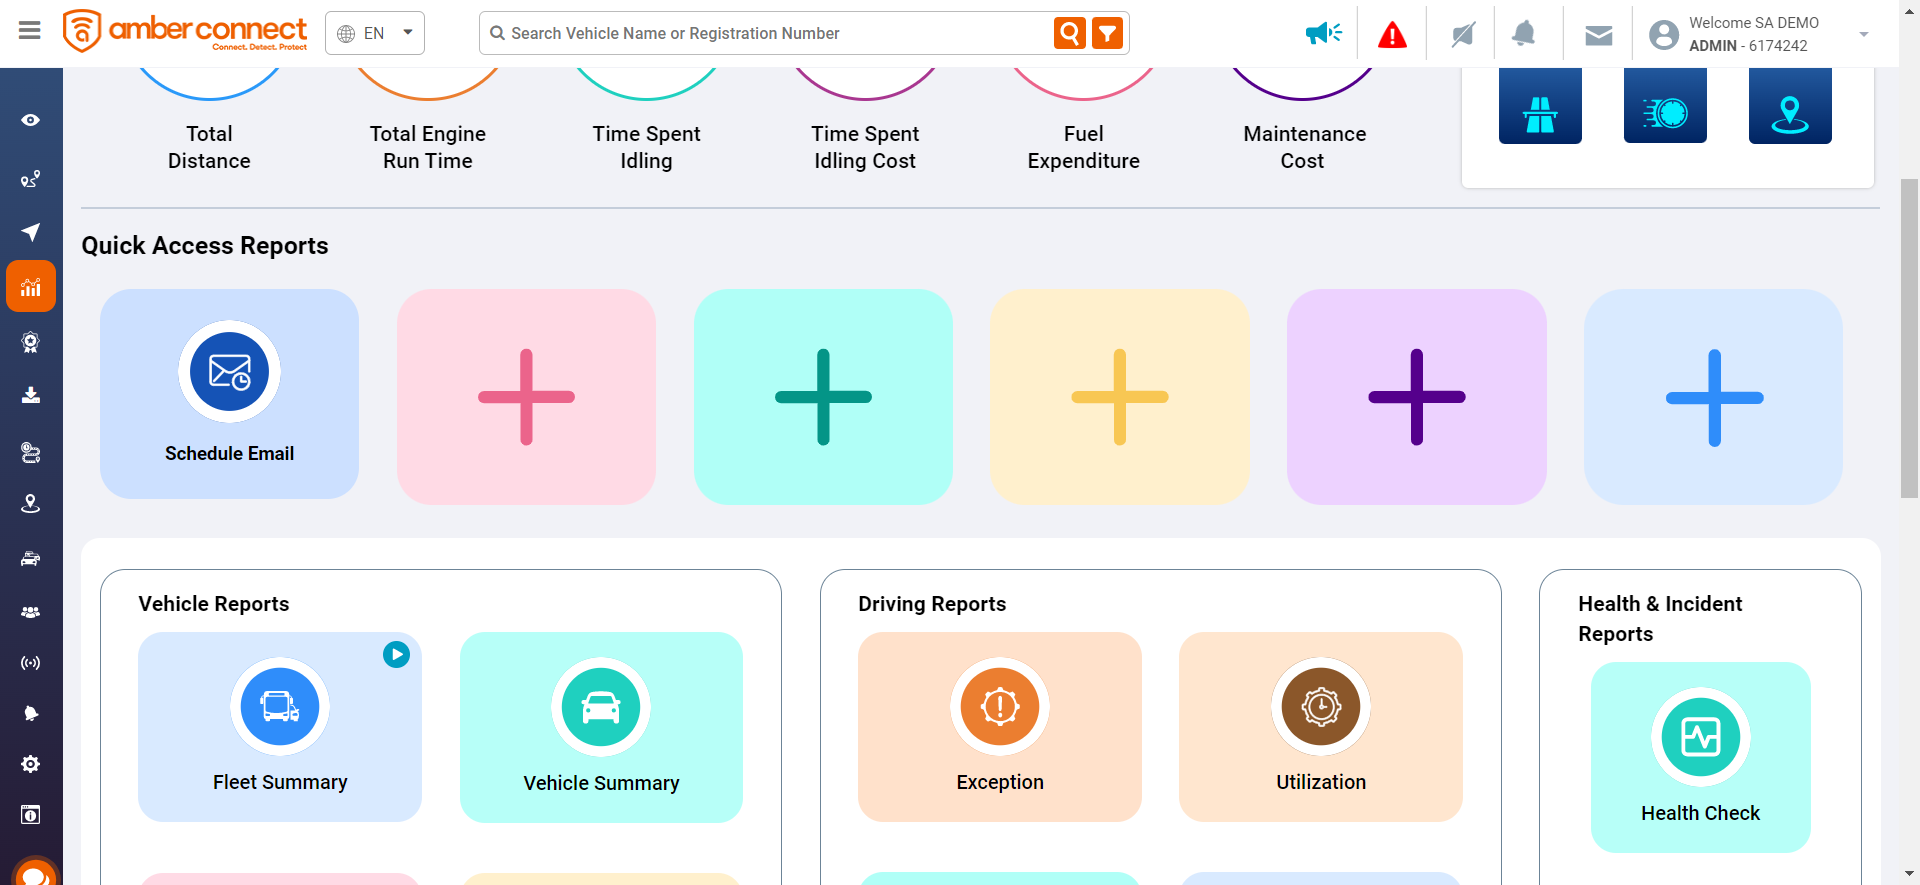 amber connect
Connect. Detect. Protect
EN
Search Vehicle Name or Registration Number
Welcome SA DEMO
ADMIN - 6174242
Total
Distance
Total Engine
Run Time
Time Spent
Idling
Time Spent
Idling Cost
Fuel
Expenditure
Maintenance
Cost
Quick Access Reports
Schedule Email
Vehicle Reports
Fleet Summary
Vehicle Summary
Driving Reports
Exception
Utilization
Health & Incident
Reports
Health Check